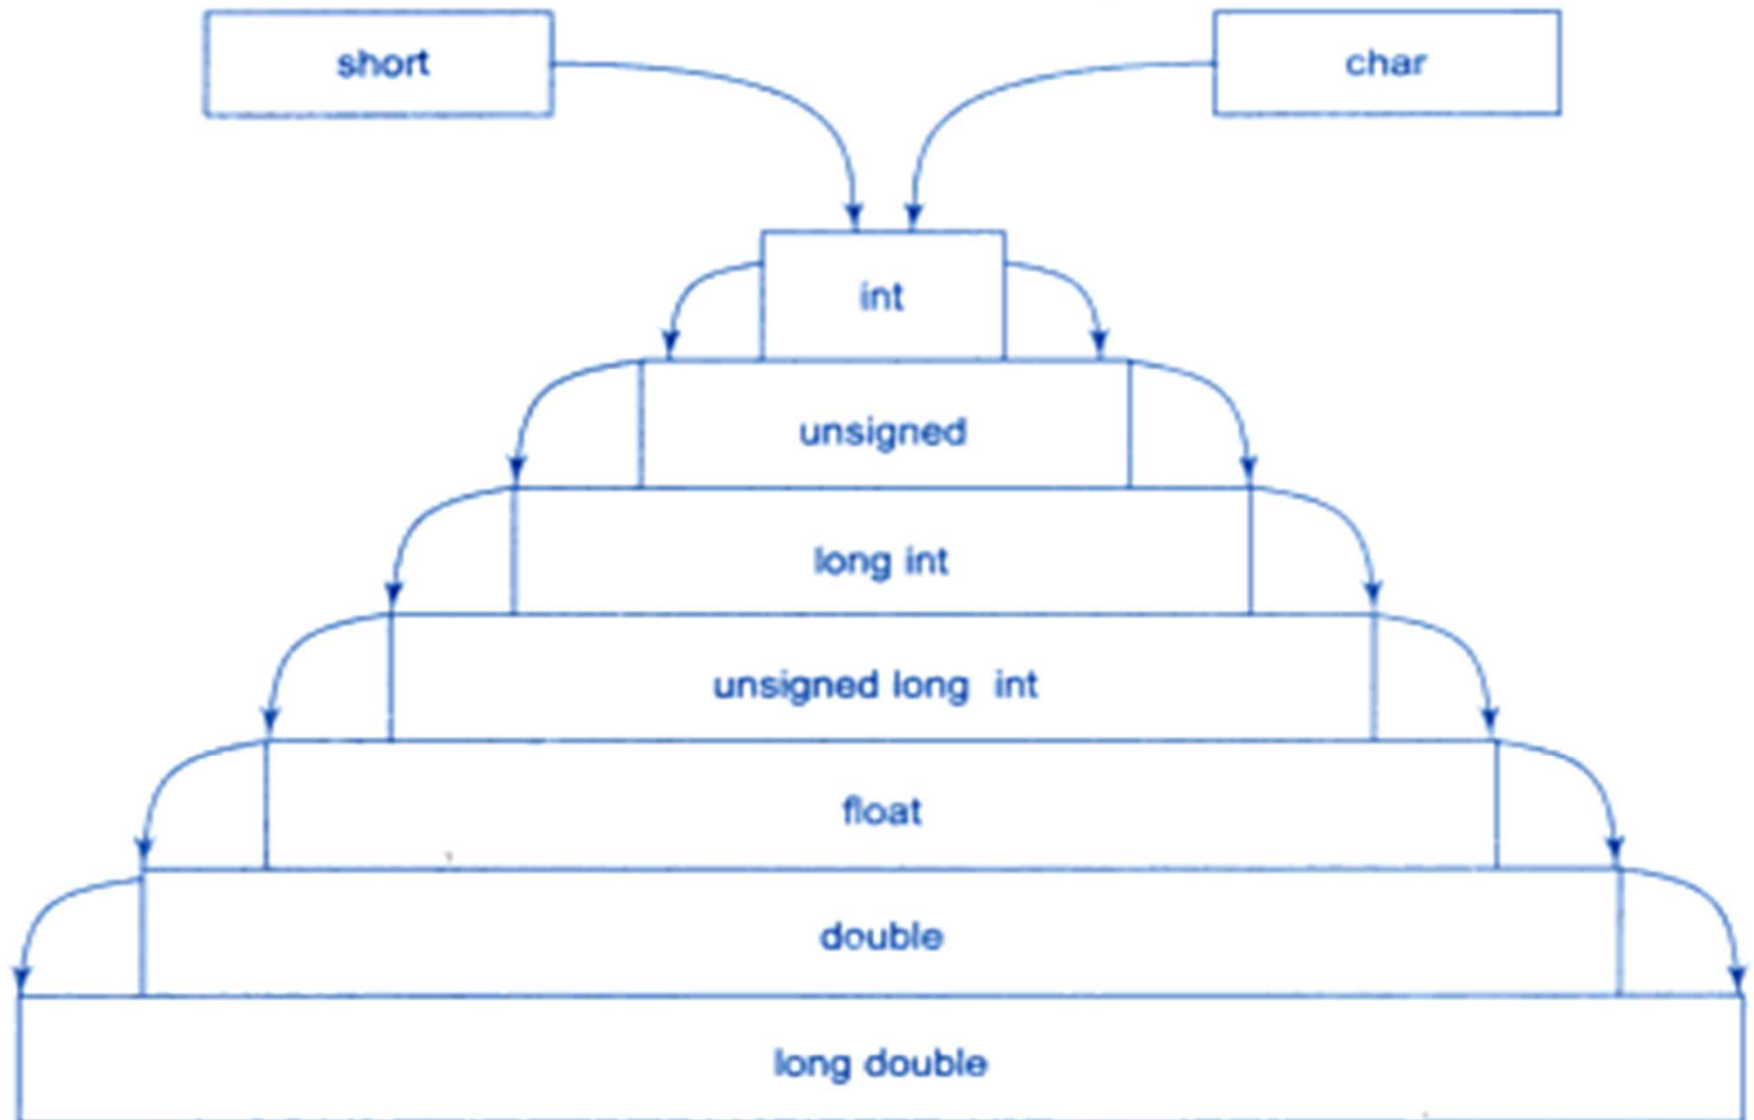 short
char
int
unsigned
long int
unsigned long int
float
double
long double